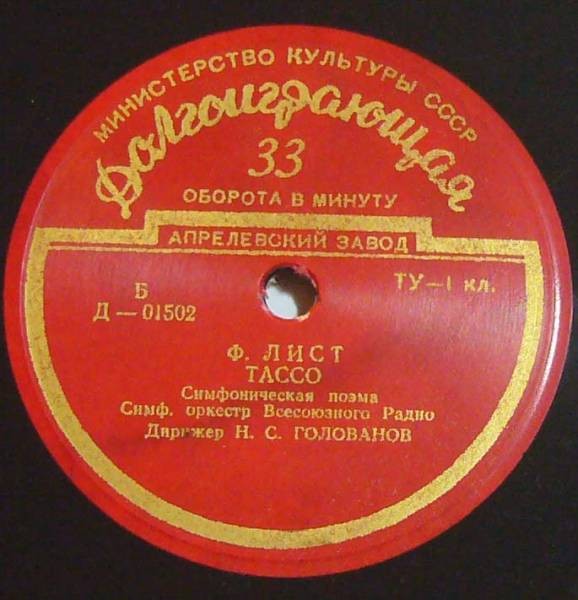 МИНИСТЕРСТВО КУЛЬТУРЫ СССР
Долгоиграющая
33
ОБОРОТА В МИНУТУ
АПРЕЛЕВСКИЙ ЗАВОД
Б
Д—01502
ТУ—1 кл.
Ф. ЛИСТ
ТАССО
Симфоническая поэма
Симф. оркестр Всесоюзного Радио
Дирижер Н. С. ГОЛОВАНОВ